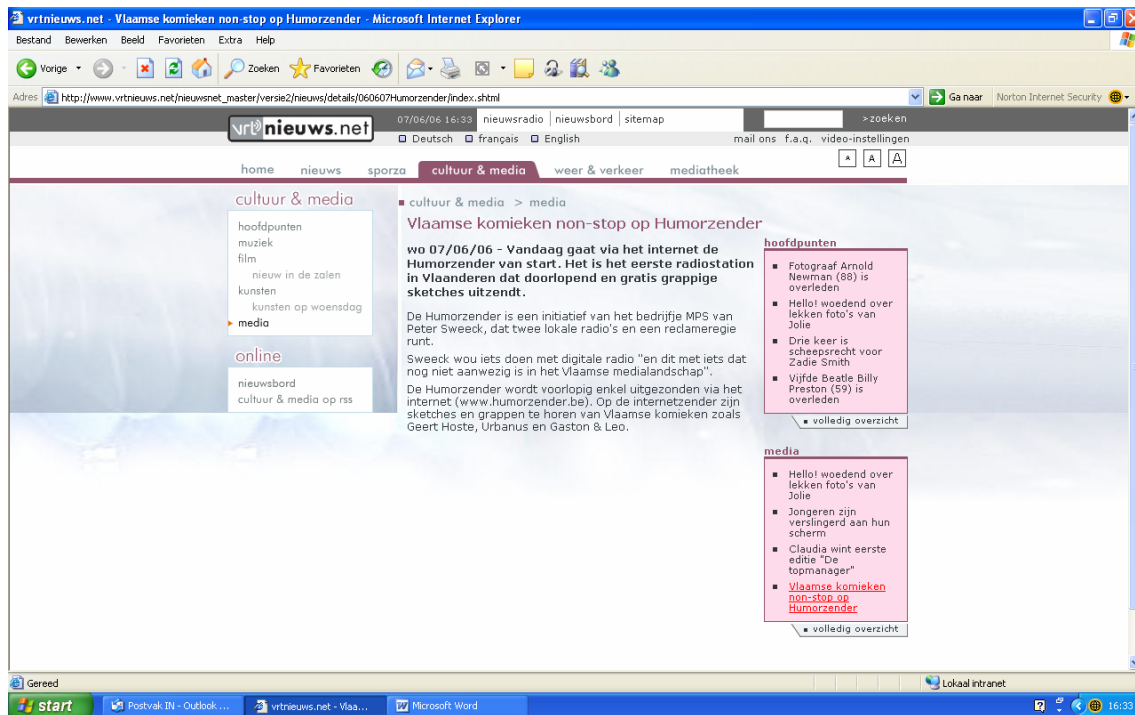 vrtnieuws.net - Vlaamse komieken non-stop op Humorzender - Microsoft Internet Explorer
Bestand Bewerken Beeld Favorieten Extra Help
Vorige Zoeken Favorieten
Adres http://www.vrtnieuws.net/nieuwsnet_master/versie2/nieuws/details/060607Humorzender/index.shtml Ga naar Norton Internet Security
vrt nieuws.net
07/06/06 16:33 nieuwsradio nieuwsbord sitemap >zoeken
Deutsch français English mail ons f.a.q. video-instellingen
A A A
home nieuws sporza cultuur & media weer & verkeer mediatheek
cultuur & media
hoofdpunten
muziek
film
nieuw in de zalen
kunsten
kunsten op woensdag
media
online
nieuwsbord
cultuur & media op rss
cultuur & media > media
Vlaamse komieken non-stop op Humorzender
wo 07/06/06 - Vandaag gaat via het internet de
Humorzender van start. Het is het eerste radiostation
in Vlaanderen dat doorlopend en gratis grappige
sketches uitzendt.
De Humorzender is een initiatief van het bedrijfje MPS van
Peter Sweeck, dat twee lokale radio's en een reclameregie
runt.
Sweeck wou iets doen met digitale radio "en dit met iets dat
nog niet aanwezig is in het Vlaamse medialandschap".
De Humorzender wordt voorlopig enkel uitgezonden via het
internet (www.humorzender.be). Op de internetzender zijn
sketches en grappen te horen van Vlaamse komieken zoals
Geert Hoste, Urbanus en Gaston & Leo.
hoofdpunten
Fotograaf Arnold
Newman (88) is
overleden
Hello! woedend over
lekken foto's van
Jolie
Drie keer is
scheepsrecht voor
Zadie Smith
Vijfde Beatle Billy
Preston (59) is
overleden
volledig overzicht
media
Hello! woedend over
lekken foto's van
Jolie
Jongeren zijn
verslingerd aan hun
scherm
Claudia wint eerste
editie "De
topmanager"
Vlaamse komieken
non-stop op
Humorzender
volledig overzicht
Gereed Lokaal intranet
start Postvak IN - Outlook ... vrtnieuws.net - Vlaa... Microsoft Word 16:33